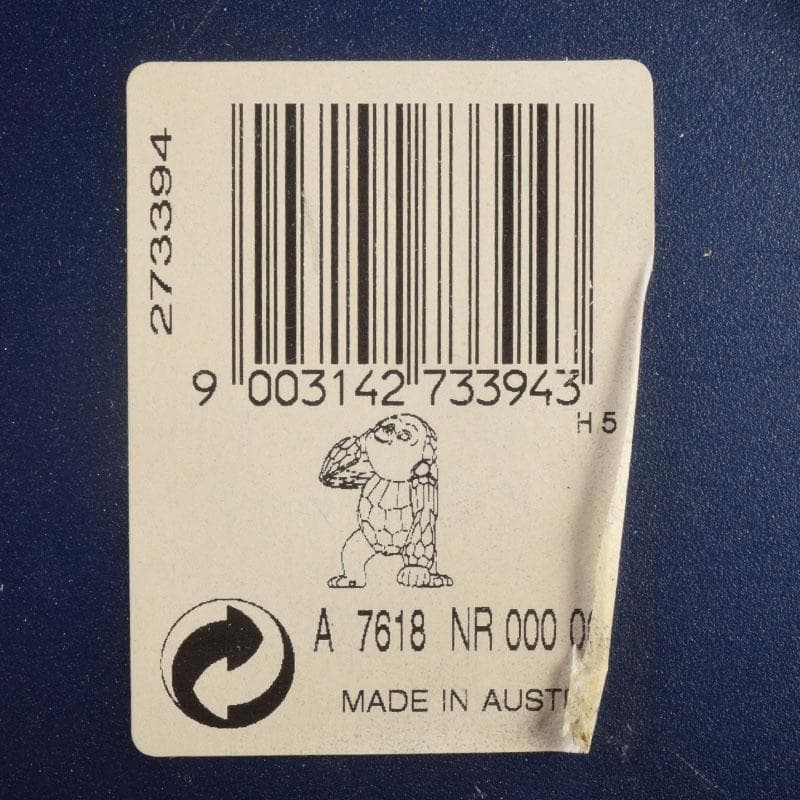 273394
9 003142 733943
H 5
A 7618 NR 000
MADE IN